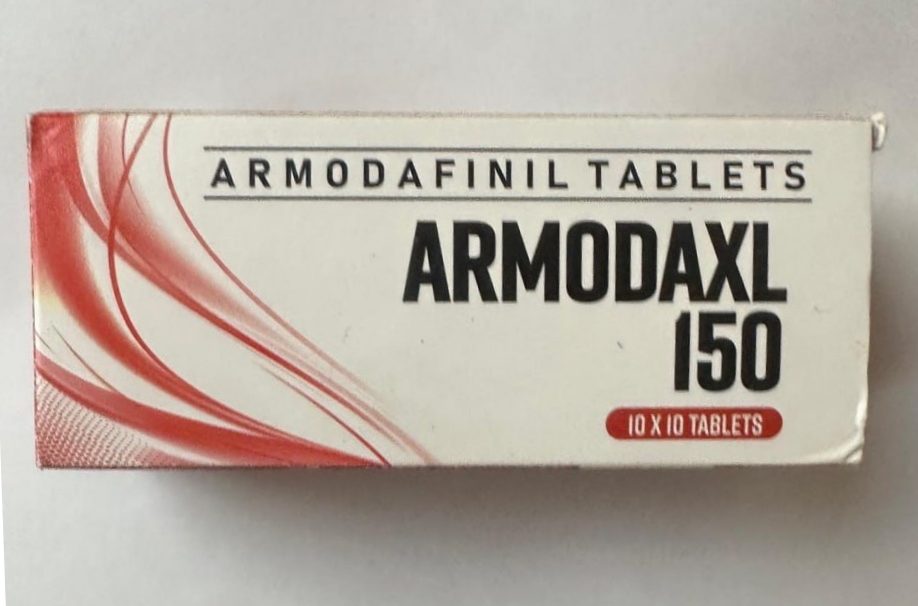 ARMODAFINIL TABLETS
ARMODAXL
150
10 X 10 TABLETS